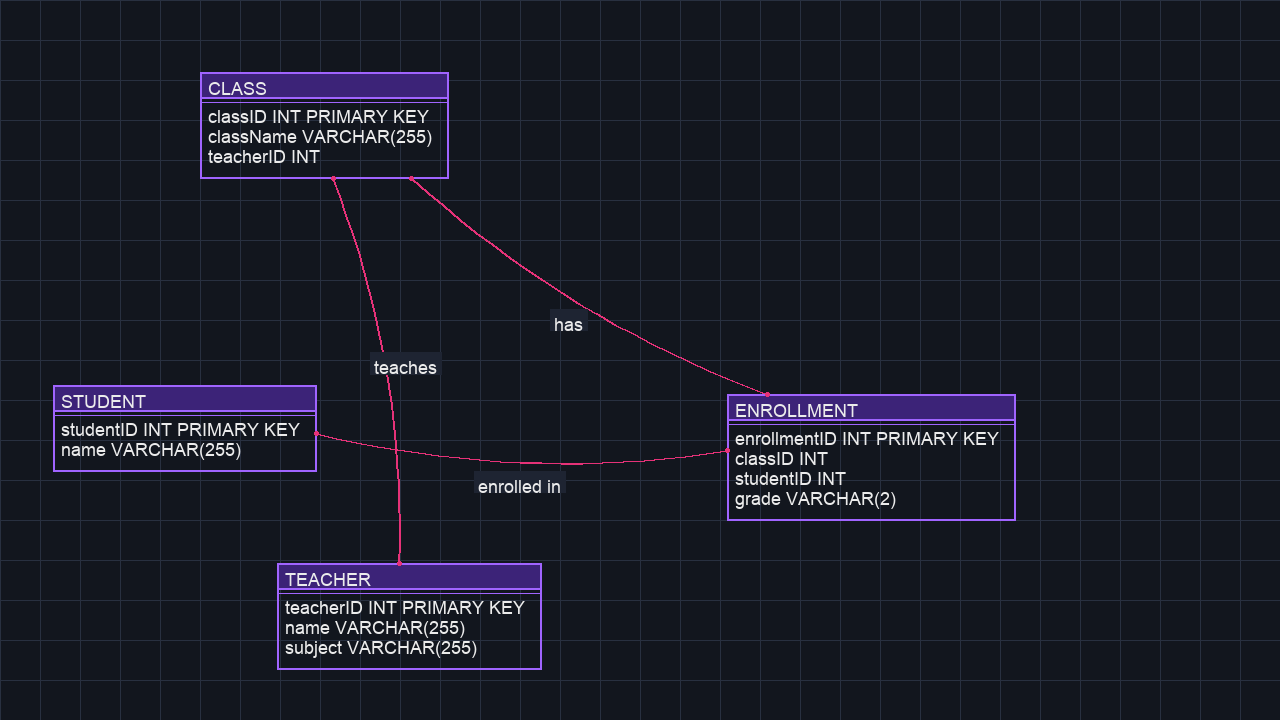 CLASS
classID INT PRIMARY KEY
className VARCHAR(255)
teacherID INT
has
teaches
STUDENT
studentID INT PRIMARY KEY
name VARCHAR(255)
ENROLLMENT
enrollmentID INT PRIMARY KEY
classID INT
studentID INT
grade VARCHAR(2)
enrolled in
TEACHER
teacherID INT PRIMARY KEY
name VARCHAR(255)
subject VARCHAR(255)